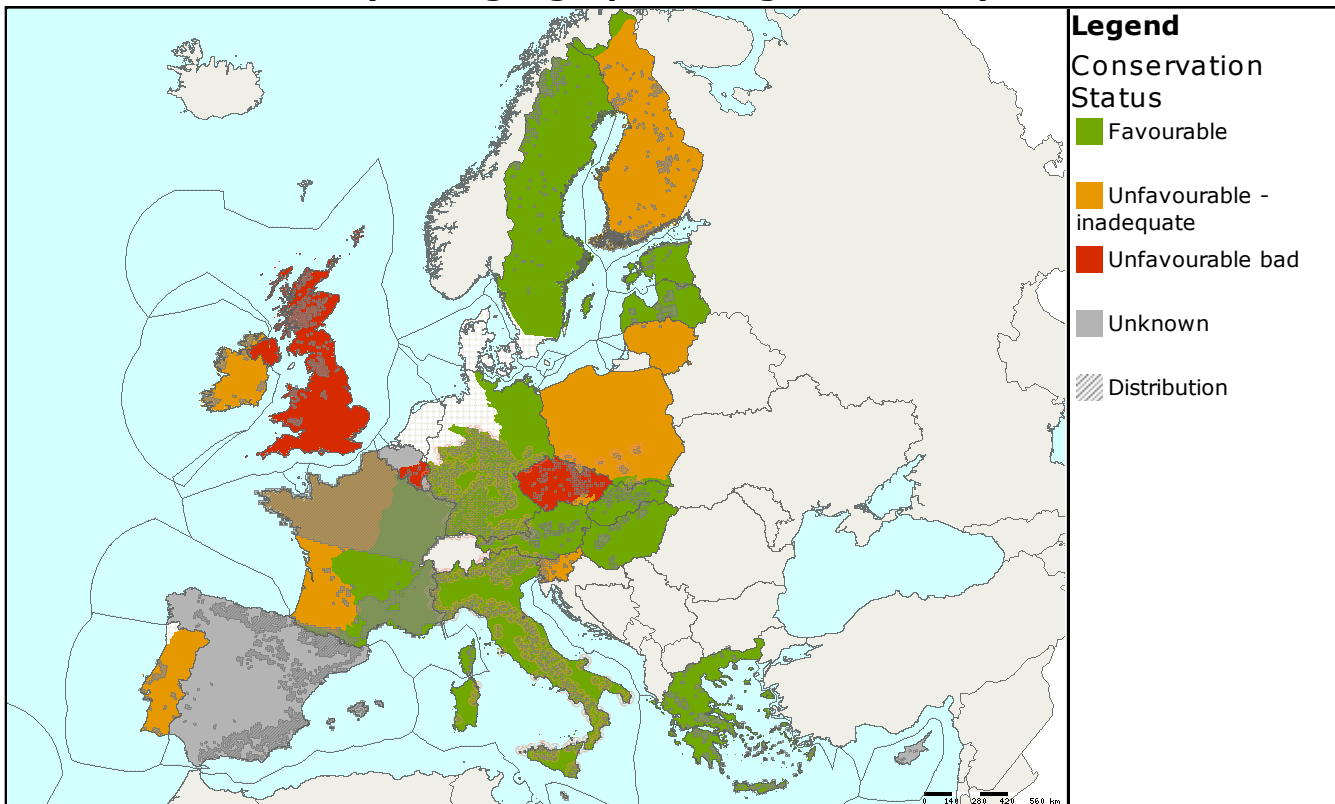 Legend
Conservation
Status
Favourable
Unfavourable -
inadequate
Unfavourable bad
Unknown
Distribution
0 140 280 420 560 km